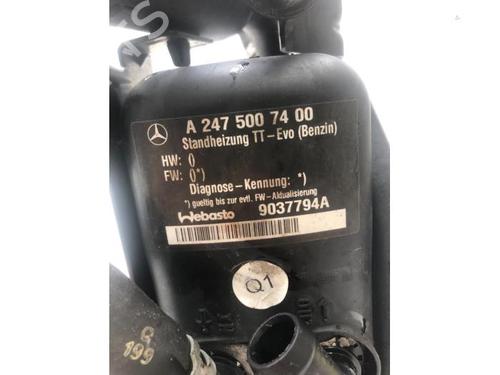 A 247 500 74 00
Standheizung TT-Evo (Benzin)
HW: ()
FW: ()*)
Diagnose-Kennung: *)
*) gueltig bis zur evtl. FW-Aktualisierung
Webasto 9037794A
Q1
Q
199